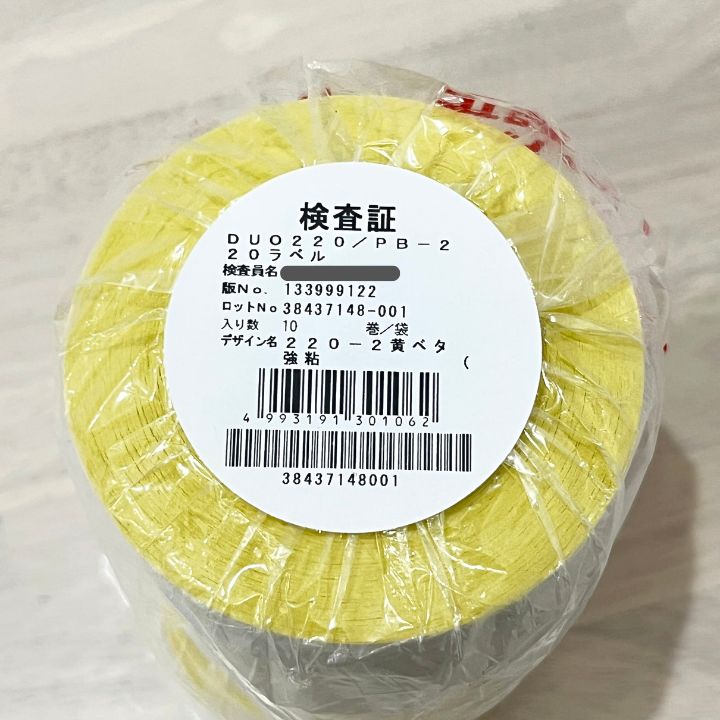 検査証
DUO220/PB-2
20ラベル
検査員名
版No. 133999122
ロットNo 38437148-001
入り数 10 巻/袋
デザイン名 220-2黄ベタ
強粘 (
4 993191 301062
38437148001